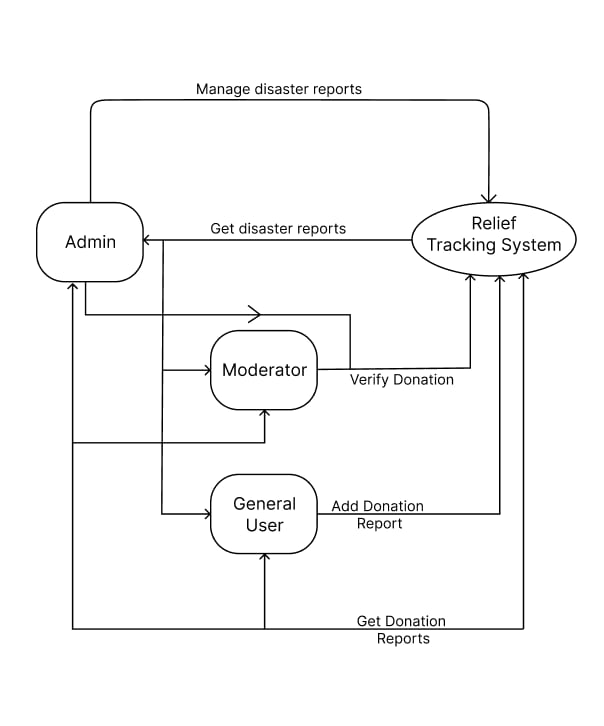 Manage disaster reports
Relief
Tracking System
Admin
Get disaster reports
Moderator
Verify Donation
General
User
Add Donation
Report
Get Donation
Reports